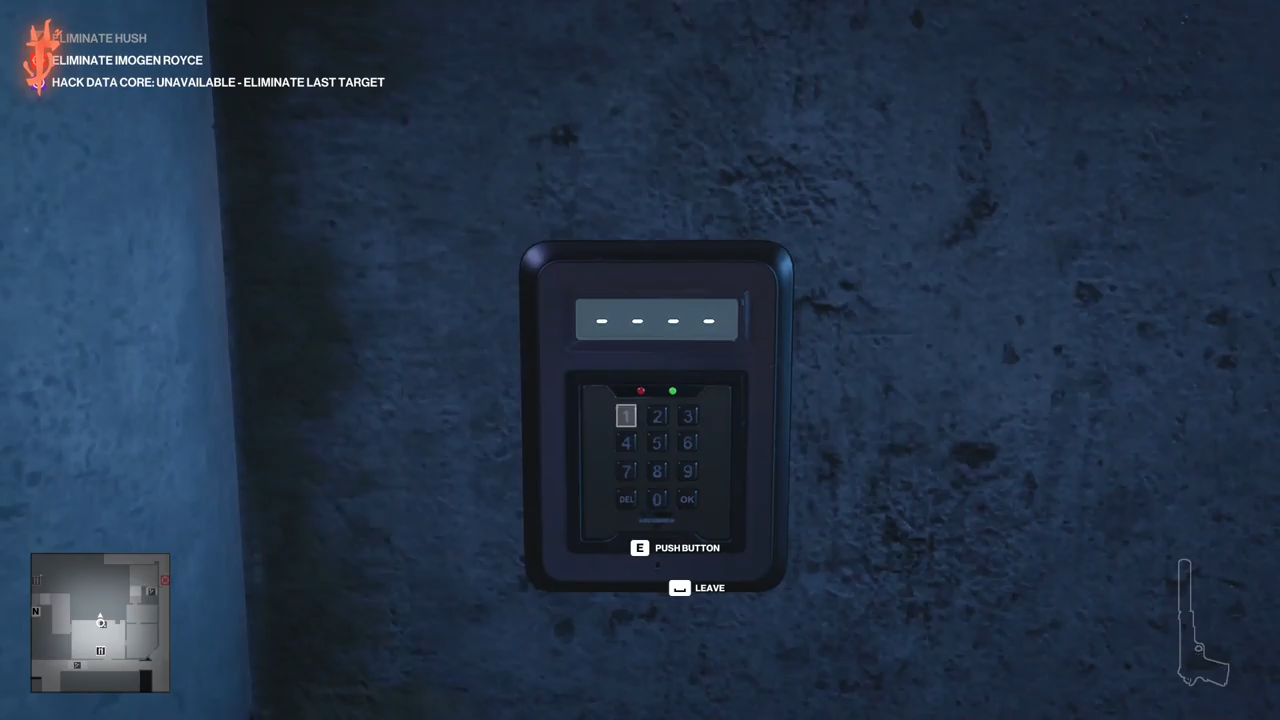 ELIMINATE HUSH
ELIMINATE IMOGEN ROYCE
HACK DATA CORE: UNAVAILABLE - ELIMINATE LAST TARGET
- - - -
1 2 3
4 5 6
7 8 9
DEL 0 OK
E PUSH BUTTON
LEAVE
N